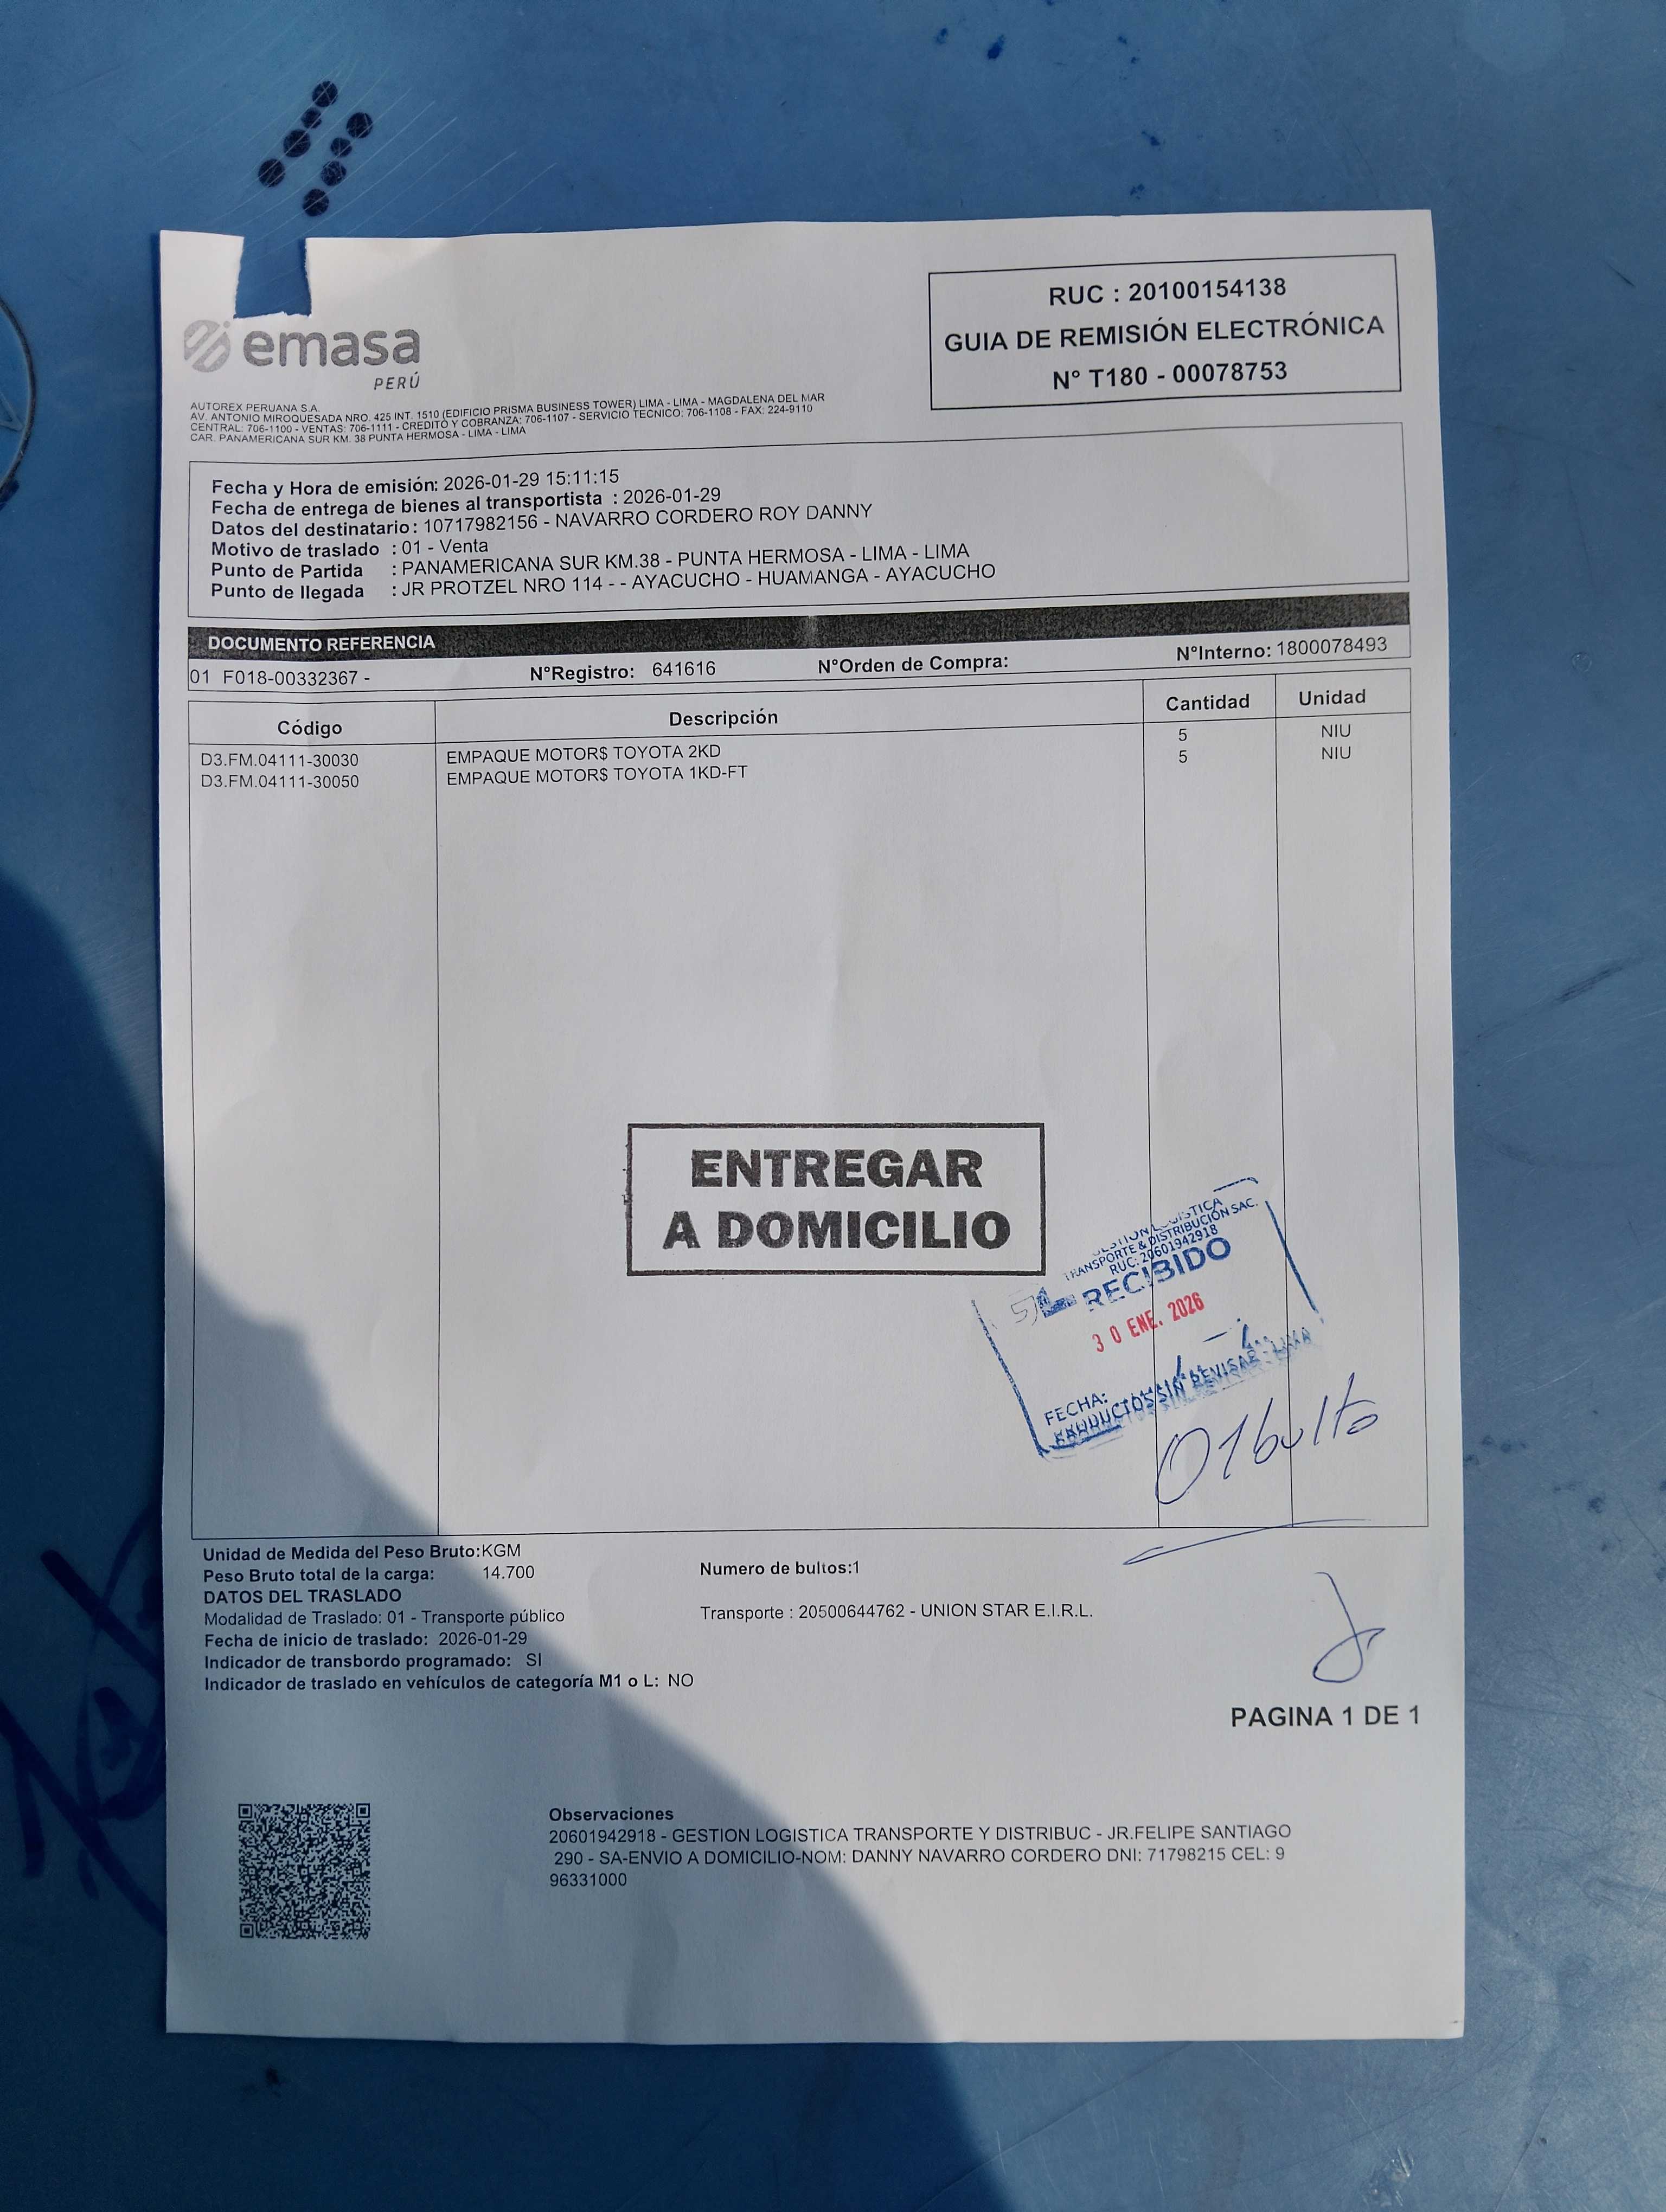 emasa
PERÚ
RUC : 20100154138
GUIA DE REMISIÓN ELECTRÓNICA
N° T180 - 00078753
AUTOREX PERUANA S.A.
AV. ANTONIO MIROQUESADA NRO. 425 INT. 1510 (EDIFICIO PRISMA BUSINESS TOWER) LIMA - LIMA - MAGDALENA DEL MAR
CENTRAL: 706-1100 - VENTAS: 706-1111 - CREDITO Y COBRANZA: 706-1107 - SERVICIO TECNICO: 706-1108 - FAX: 224-9110
CAR. PANAMERICANA SUR KM. 38 PUNTA HERMOSA - LIMA - LIMA
Fecha y Hora de emisión: 2026-01-29 15:11:15
Fecha de entrega de bienes al transportista : 2026-01-29
Datos del destinatario : 10717982156 - NAVARRO CORDERO ROY DANNY
Motivo de traslado : 01 - Venta
Punto de Partida : PANAMERICANA SUR KM.38 - PUNTA HERMOSA - LIMA - LIMA
Punto de llegada : JR PROTZEL NRO 114 - - AYACUCHO - HUAMANGA - AYACUCHO
DOCUMENTO REFERENCIA
01 F018-00332367 - N°Registro: 641616 N°Orden de Compra: N°Interno: 1800078493
Código Descripción Cantidad Unidad
D3.FM.04111-30030 EMPAQUE MOTOR$ TOYOTA 2KD 5 NIU
D3.FM.04111-30050 EMPAQUE MOTOR$ TOYOTA 1KD-FT 5 NIU
ENTREGAR
A DOMICILIO
GESTION LOGISTICA
TRANSPORTE & DISTRIBUCIÓN SAC.
RUC: 20601942918
RECIBIDO
30 ENE. 2026
FECHA:
PRODUCTOS SIN REVISAR - LIMA
01 bulto
Unidad de Medida del Peso Bruto: KGM
Peso Bruto total de la carga: 14.700 Numero de bultos:1
DATOS DEL TRASLADO
Modalidad de Traslado: 01 - Transporte público Transporte : 20500644762 - UNION STAR E.I.R.L.
Fecha de inicio de traslado: 2026-01-29
Indicador de transbordo programado: SI
Indicador de traslado en vehículos de categoría M1 o L: NO
PAGINA 1 DE 1
Observaciones
20601942918 - GESTION LOGISTICA TRANSPORTE Y DISTRIBUC - JR.FELIPE SANTIAGO
290 - SA-ENVIO A DOMICILIO-NOM: DANNY NAVARRO CORDERO DNI: 71798215 CEL: 9
96331000